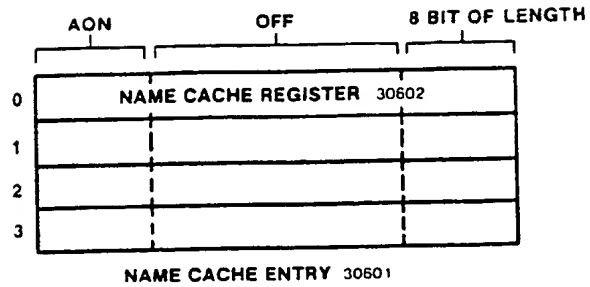 AON OFF 8 BIT OF LENGTH
0 NAME CACHE REGISTER 30602
1
2
3
NAME CACHE ENTRY 30601